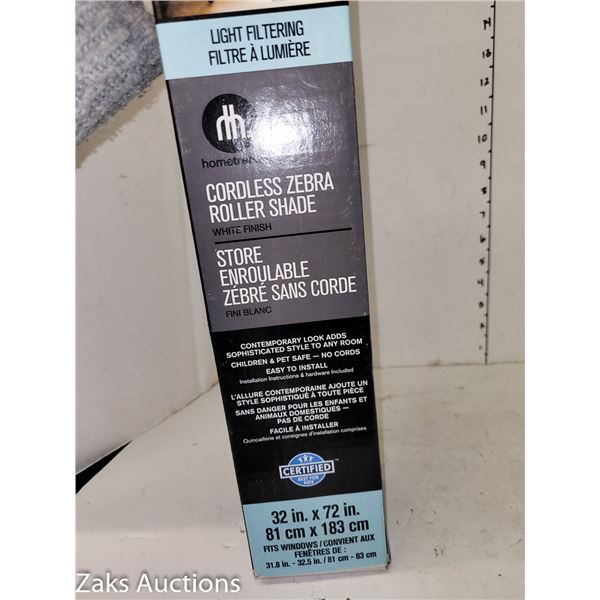 LIGHT FILTERING
FILTRE À LUMIÈRE
CORDLESS ZEBRA
ROLLER SHADE
WHITE FINISH
STORE
ENROULABLE
ZÉBRÉ SANS CORDE
FINI BLANC
CONTEMPORARY LOOK ADDS
SOPHISTICATED STYLE TO ANY ROOM
CHILDREN & PET SAFE — NO CORDS
EASY TO INSTALL
Installation Instructions & hardware Included
L'ALLURE CONTEMPORAINE AJOUTE UN
STYLE SOPHISTIQUÉ À TOUTE PIÈCE
SANS DANGER POUR LES ENFANTS ET
ANIMAUX DOMESTIQUES —
PAS DE CORDE
FACILE À INSTALLER
Quincaillerie et consignes d'installation comprises
CERTIFIED
BEST FOR
KIDS
32 in. x 72 in.
81 cm x 183 cm
FITS WINDOWS / CONVIENT AUX
FENÊTRES DE :
31.8 in. - 32.5 in. / 81 cm - 83 cm
Zaks Auctions